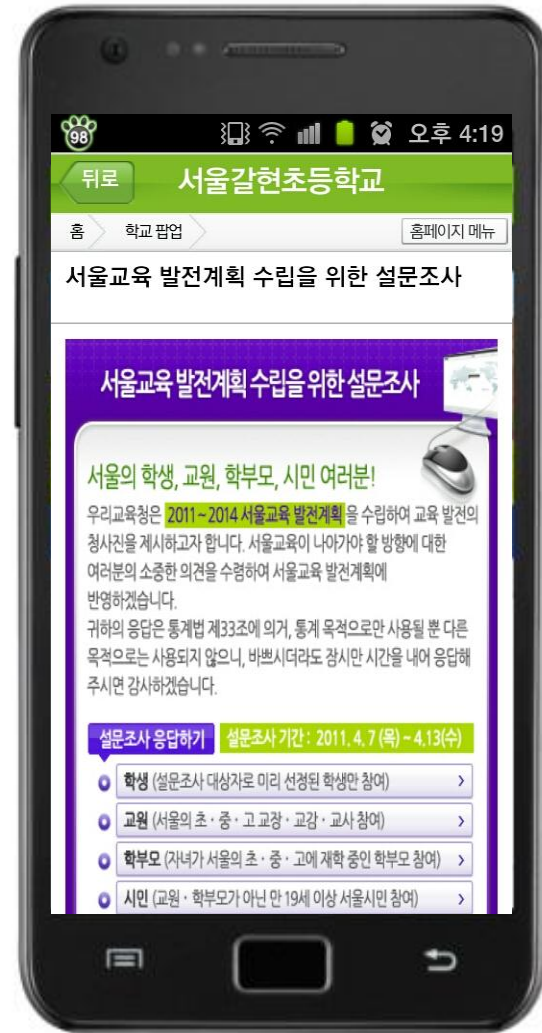 98 오후 4:19
뒤로 서울갈현초등학교
홈 학교 팝업 홈페이지 메뉴
서울교육 발전계획 수립을 위한 설문조사
서울교육 발전계획 수립을 위한 설문조사
서울의 학생, 교원, 학부모, 시민 여러분!
우리교육청은 2011~2014 서울교육 발전계획 을 수립하여 교육 발전의
청사진을 제시하고자 합니다. 서울교육이 나아가야 할 방향에 대한
여러분의 소중한 의견을 수렴하여 서울교육 발전계획에
반영하겠습니다.
귀하의 응답은 통계법 제33조에 의거, 통계 목적으로만 사용될 뿐 다른
목적으로는 사용되지 않으니, 바쁘시더라도 잠시만 시간을 내어 응답해
주시면 감사하겠습니다.
설문조사 응답하기 설문조사 기간 : 2011. 4. 7 (목) ~ 4.13(수)
학생 (설문조사 대상자로 미리 선정된 학생만 참여)
교원 (서울의 초 · 중 · 고 교장 · 교감 · 교사 참여)
학부모 (자녀가 서울의 초 · 중 · 고에 재학 중인 학부모 참여)
시민 (교원 · 학부모가 아닌 만 19세 이상 서울시민 참여)